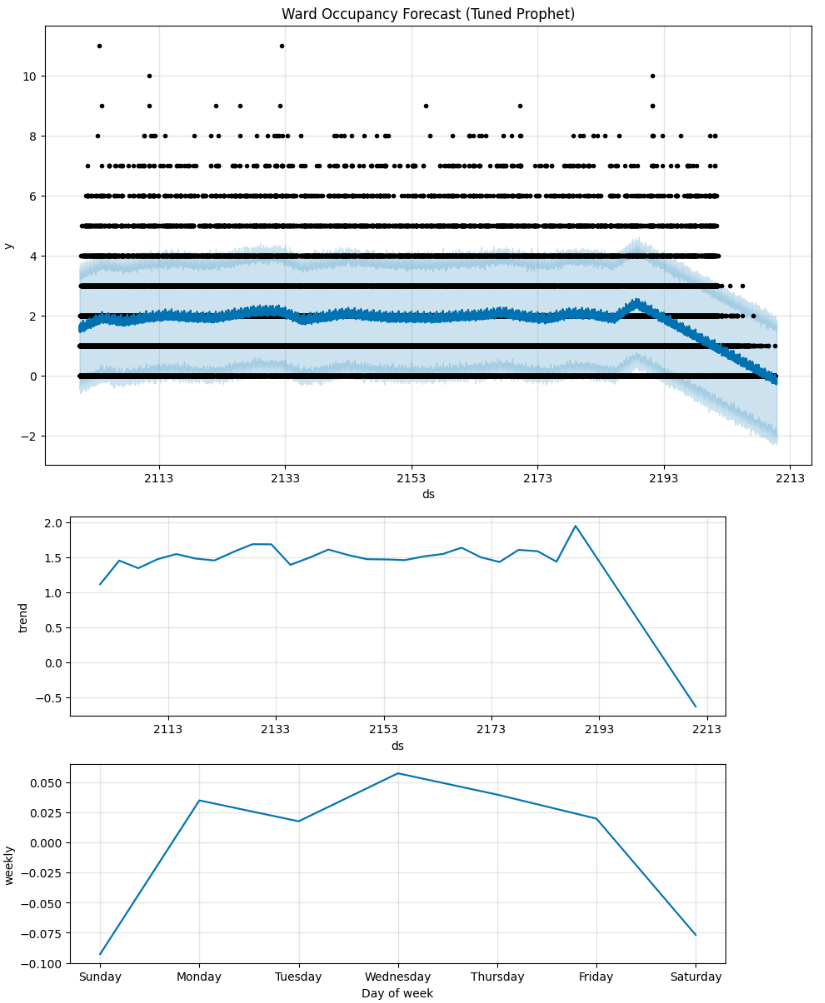 Ward Occupancy Forecast (Tuned Prophet)
10
8
6
4
2
0
−2
y
2113 2133 2153 2173 2193 2213
ds
2.0
1.5
1.0
0.5
0.0
−0.5
trend
2113 2133 2153 2173 2193 2213
ds
0.050
0.025
0.000
−0.025
−0.050
−0.075
−0.100
weekly
Sunday Monday Tuesday Wednesday Thursday Friday Saturday
Day of week